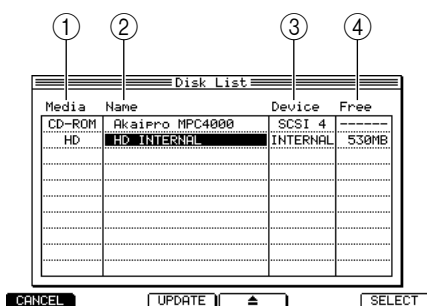 ① ② ③ ④
Disk List
Media Name Device Free
CD-ROM Akaipro MPC4000 SCSI 4 ------
HD HD INTERNAL INTERNAL 530MB
CANCEL UPDATE ▲ SELECT